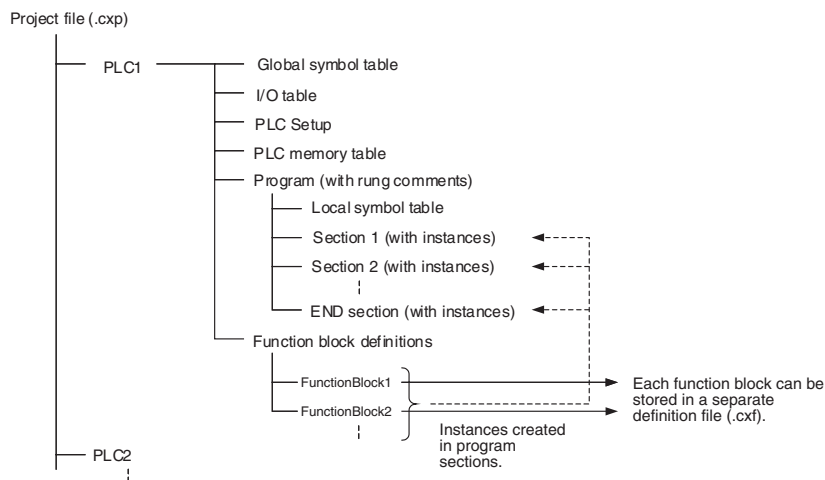 Project file (.cxp)
PLC1
Global symbol table
I/O table
PLC Setup
PLC memory table
Program (with rung comments)
Local symbol table
Section 1 (with instances)
Section 2 (with instances)
END section (with instances)
Function block definitions
FunctionBlock1
FunctionBlock2
Each function block can be
stored in a separate
definition file (.cxf).
Instances created
in program
sections.
PLC2